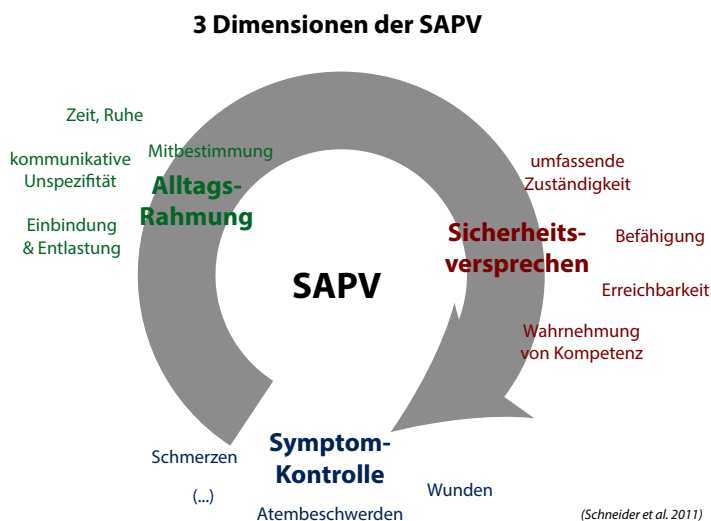 3 Dimensionen der SAPV
Zeit, Ruhe
kommunikative
Unspezifität
Mitbestimmung
Alltags-
Rahmung
Einbindung
& Entlastung
umfassende
Zuständigkeit
Sicherheits-
versprechen
Befähigung
Erreichbarkeit
Wahrnehmung
von Kompetenz
SAPV
Symptom-
Kontrolle
Schmerzen
(...)
Atembeschwerden
Wunden
(Schneider et al. 2011)